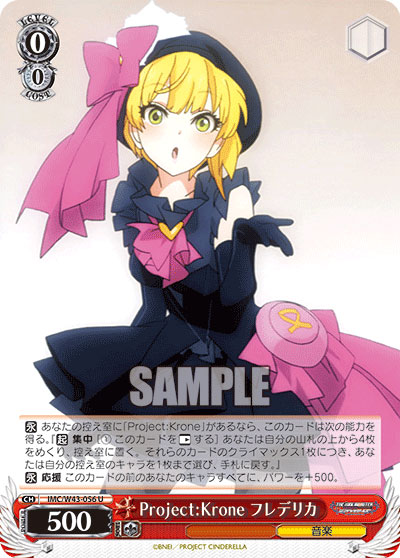 LEVEL
0
0
COST
SAMPLE
永 あなたの控え室に「Project:Krone」があるなら、このカードは次の能力を
得る。『起 集中 [① このカードを する] あなたは自分の山札の上から4枚
をめくり、控え室に置く。それらのカードのクライマックス1枚につき、あな
たは自分の控え室のキャラを1枚まで選び、手札に戻す。』
永 応援 このカードの前のあなたのキャラすべてに、パワーを+500。
CH IMC/W43-056 U
500
Project:Krone フレデリカ
音楽
©BNEI / PROJECT CINDERELLA